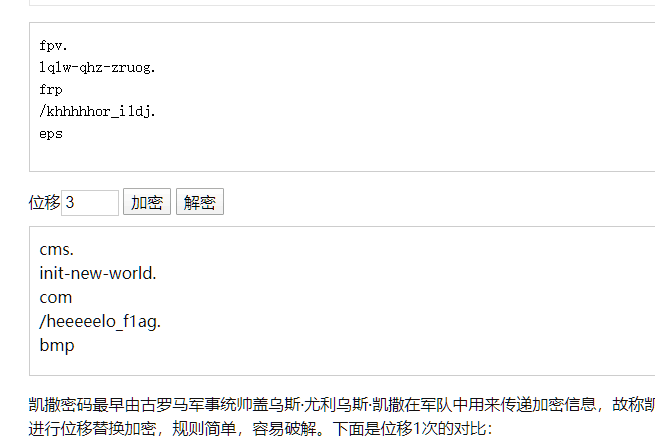 fpv.
lqlw-qhz-zruog.
frp
/khhhhhor_i1dj.
eps
位移3 加密 解密
cms.
init-new-world.
com
/heeeeelo_f1ag.
bmp
凯撒密码最早由古罗马军事统帅盖乌斯·尤利乌斯·凯撒在军队中用来传递加密信息，故称凯
进行位移替换加密，规则简单，容易破解。下面是位移1次的对比：